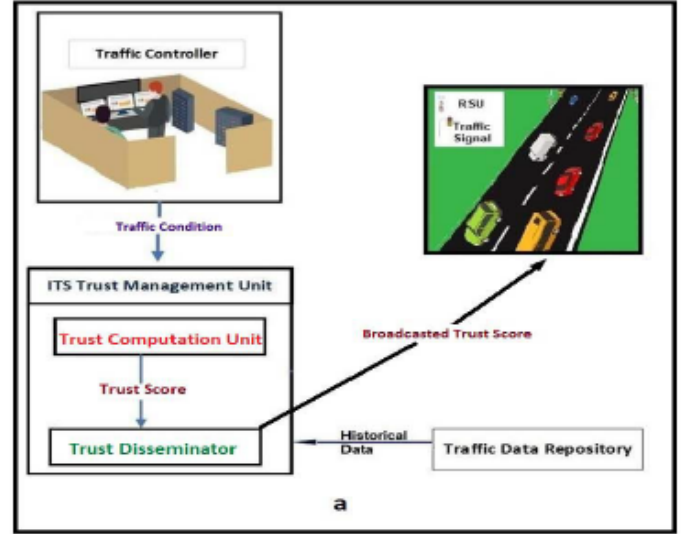 Traffic Controller
RSU
Traffic
Signal
Traffic Condition
ITS Trust Management Unit
Trust Computation Unit
Broadcasted Trust Score
Trust Score
Trust Disseminator
Historical
Data
Traffic Data Repository
a